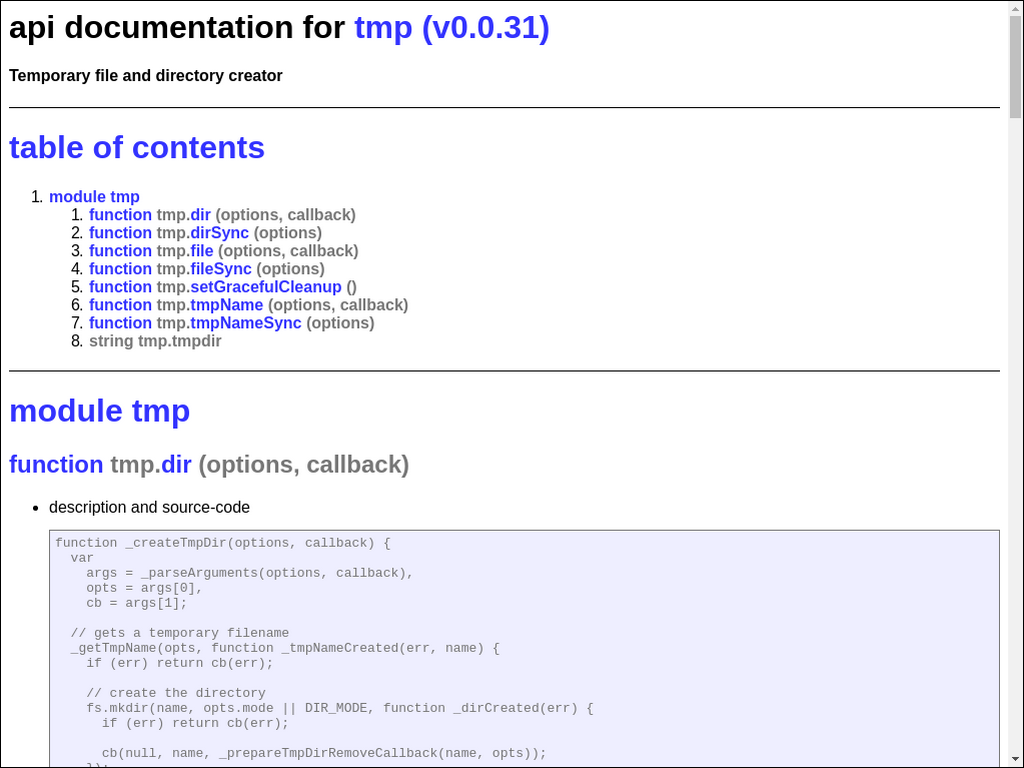 api documentation for tmp (v0.0.31)
Temporary file and directory creator
table of contents
1. module tmp
1. function tmp.dir (options, callback)
2. function tmp.dirSync (options)
3. function tmp.file (options, callback)
4. function tmp.fileSync (options)
5. function tmp.setGracefulCleanup ()
6. function tmp.tmpName (options, callback)
7. function tmp.tmpNameSync (options)
8. string tmp.tmpdir
module tmp
function tmp.dir (options, callback)
• description and source-code
function _createTmpDir(options, callback) {
  var
    args = _parseArguments(options, callback),
    opts = args[0],
    cb = args[1];
  // gets a temporary filename
  _getTmpName(opts, function _tmpNameCreated(err, name) {
    if (err) return cb(err);
    // create the directory
    fs.mkdir(name, opts.mode || DIR_MODE, function _dirCreated(err) {
      if (err) return cb(err);
      cb(null, name, _prepareTmpDirRemoveCallback(name, opts));
    });